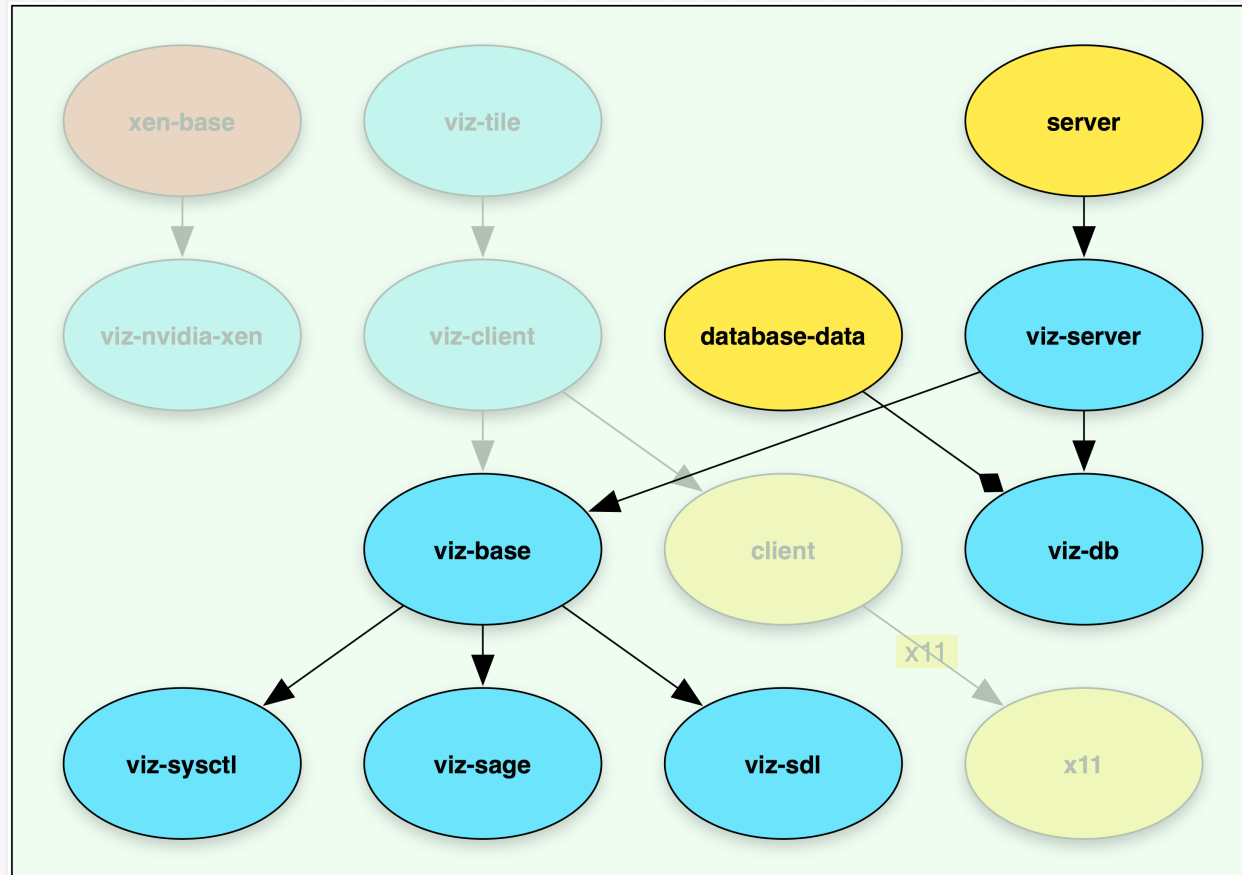 xen-base
viz-tile
server
viz-nvidia-xen
viz-client
database-data
viz-server
viz-base
client
viz-db
x11
viz-sysctl
viz-sage
viz-sdl
x11